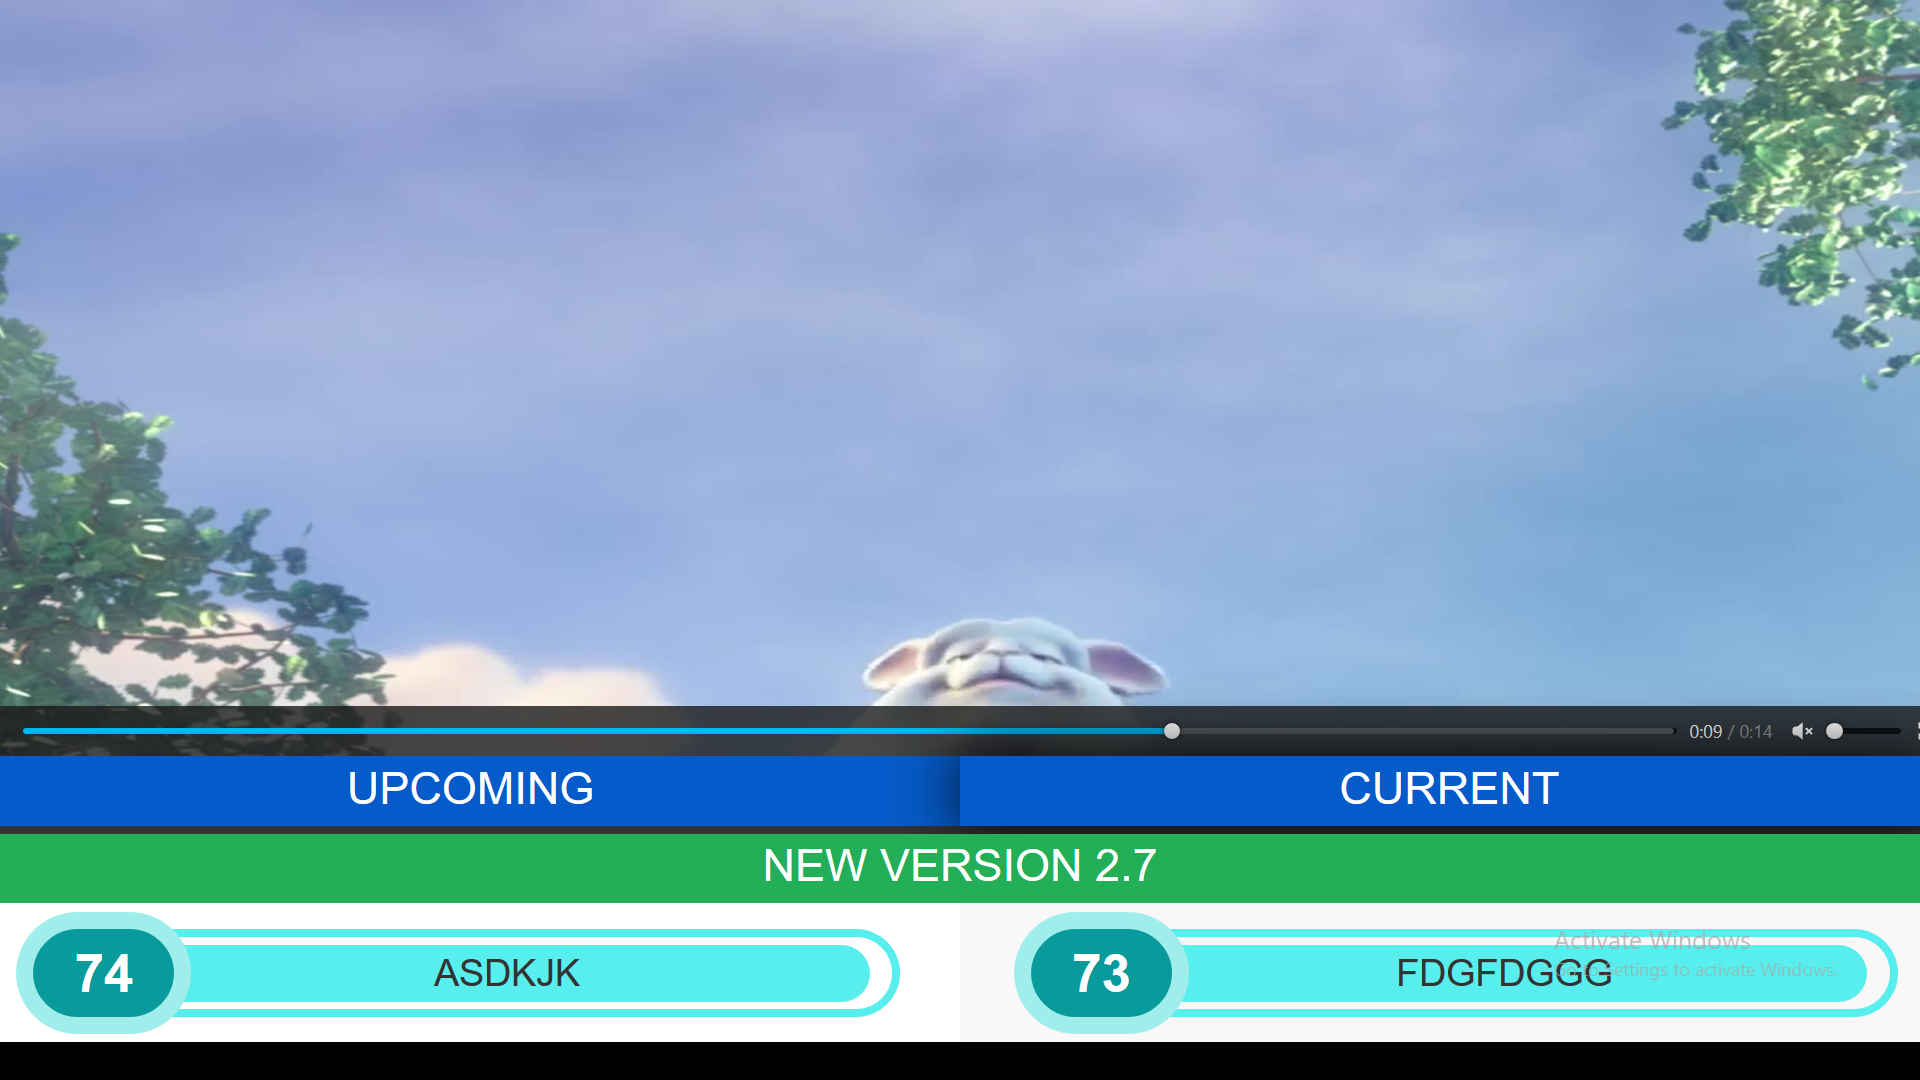 0:09 / 0:14
UPCOMING
CURRENT
NEW VERSION 2.7
74
ASDKJK
73
FDGFDGGG
Activate Windows
Go to Settings to activate Windows.